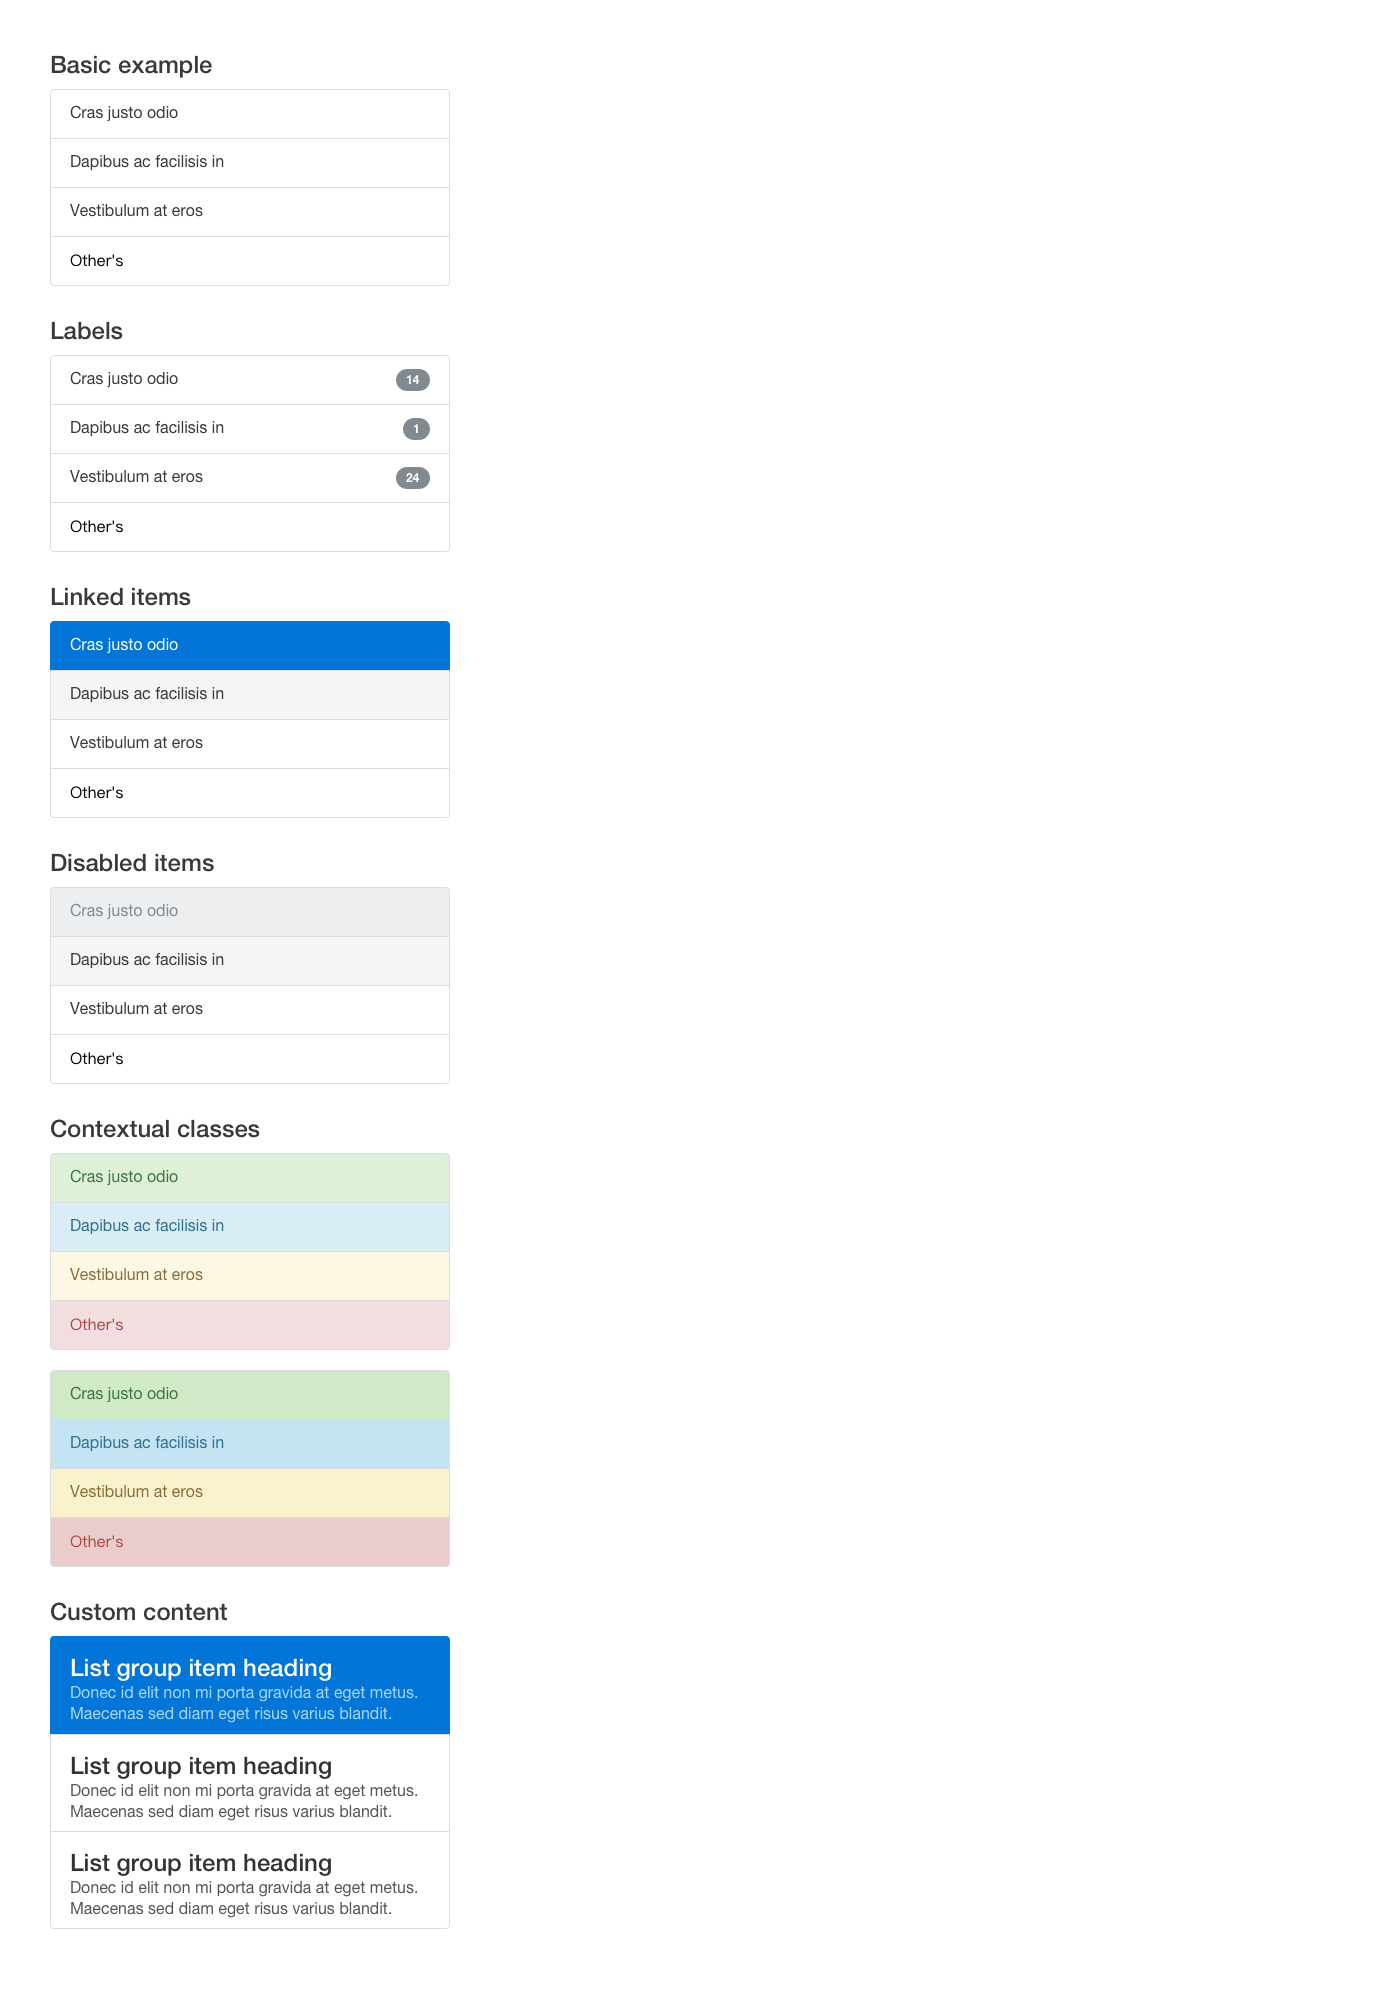 Basic example
Cras justo odio
Dapibus ac facilisis in
Vestibulum at eros
Other's
Labels
Cras justo odio 14
Dapibus ac facilisis in 1
Vestibulum at eros 24
Other's
Linked items
Cras justo odio
Dapibus ac facilisis in
Vestibulum at eros
Other's
Disabled items
Cras justo odio
Dapibus ac facilisis in
Vestibulum at eros
Other's
Contextual classes
Cras justo odio
Dapibus ac facilisis in
Vestibulum at eros
Other's
Cras justo odio
Dapibus ac facilisis in
Vestibulum at eros
Other's
Custom content
List group item heading
Donec id elit non mi porta gravida at eget metus.
Maecenas sed diam eget risus varius blandit.
List group item heading
Donec id elit non mi porta gravida at eget metus.
Maecenas sed diam eget risus varius blandit.
List group item heading
Donec id elit non mi porta gravida at eget metus.
Maecenas sed diam eget risus varius blandit.